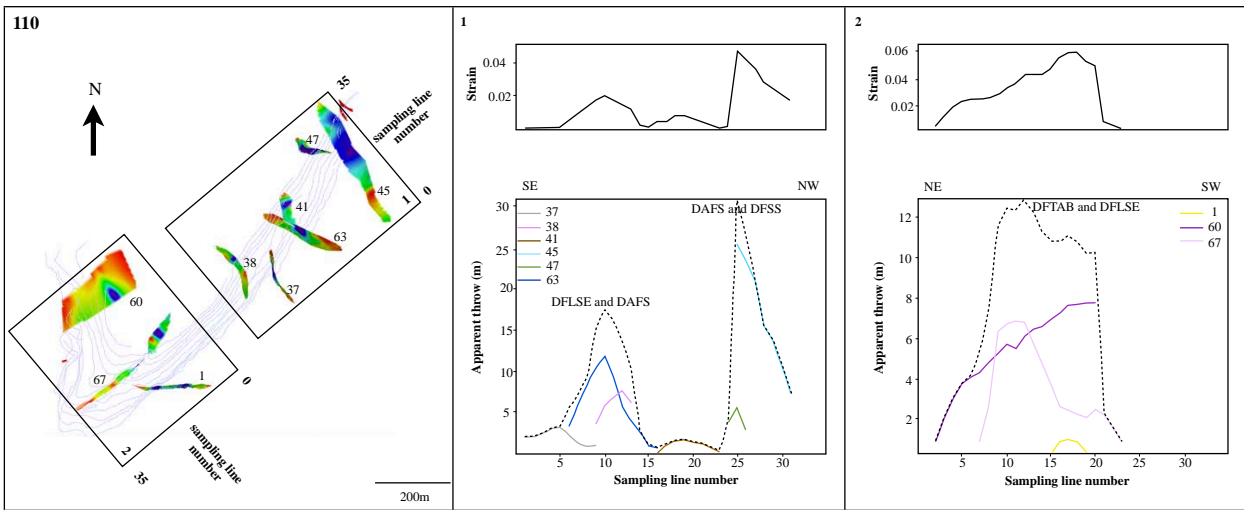 110
N
35
sampling line
number
47
45
1
0
41
63
38
37
60
67
1
0
2
35
sampling line
number
200m
1
Strain
0.04
0.02
SE
NW
30
25
20
15
10
5
Apparent throw (m)
37
38
41
45
47
63
DAFS and DFSS
DFLSE and DAFS
5
10
15
20
25
30
Sampling line number
2
Strain
0.06
0.04
0.02
NE
SW
12
10
8
6
4
2
Apparent throw (m)
DFTAB and DFLSE
1
60
67
5
10
15
20
25
30
Sampling line number